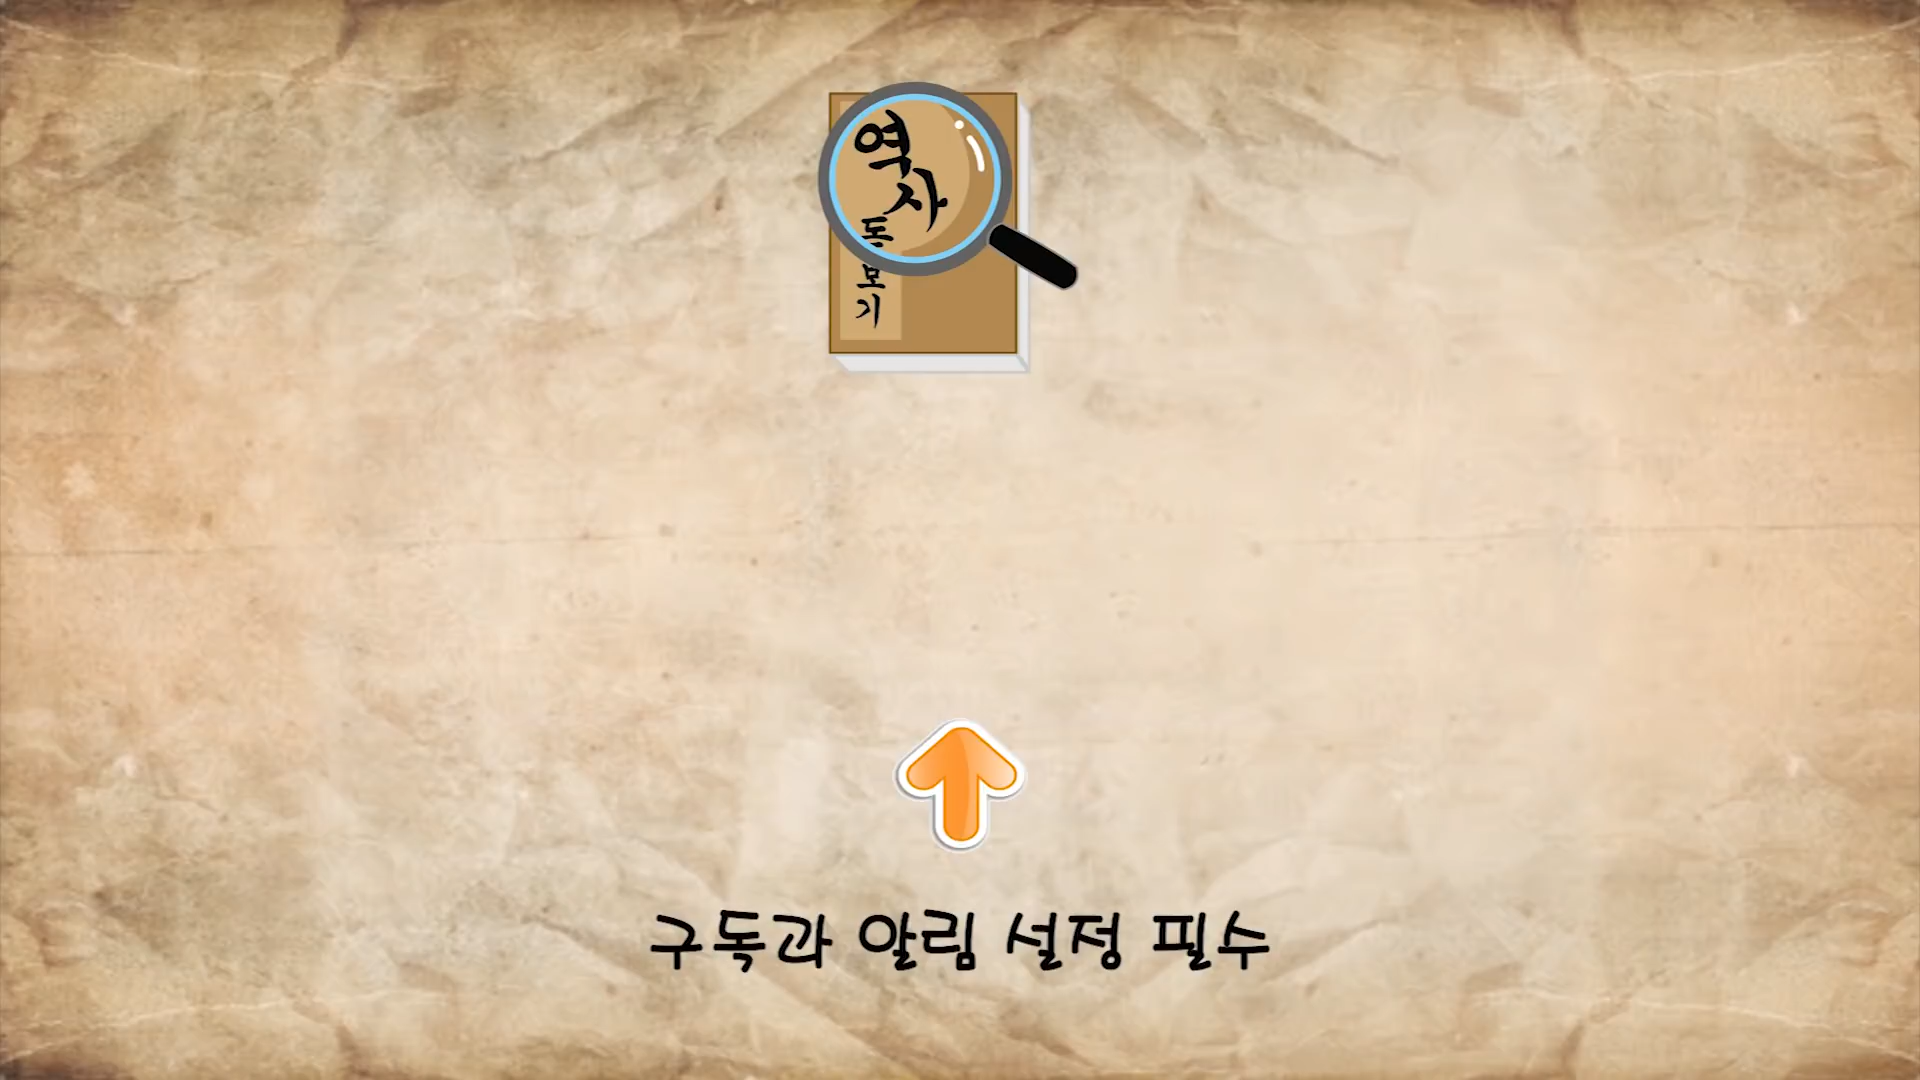 역사
돋보기
구독과 알림 설정 필수